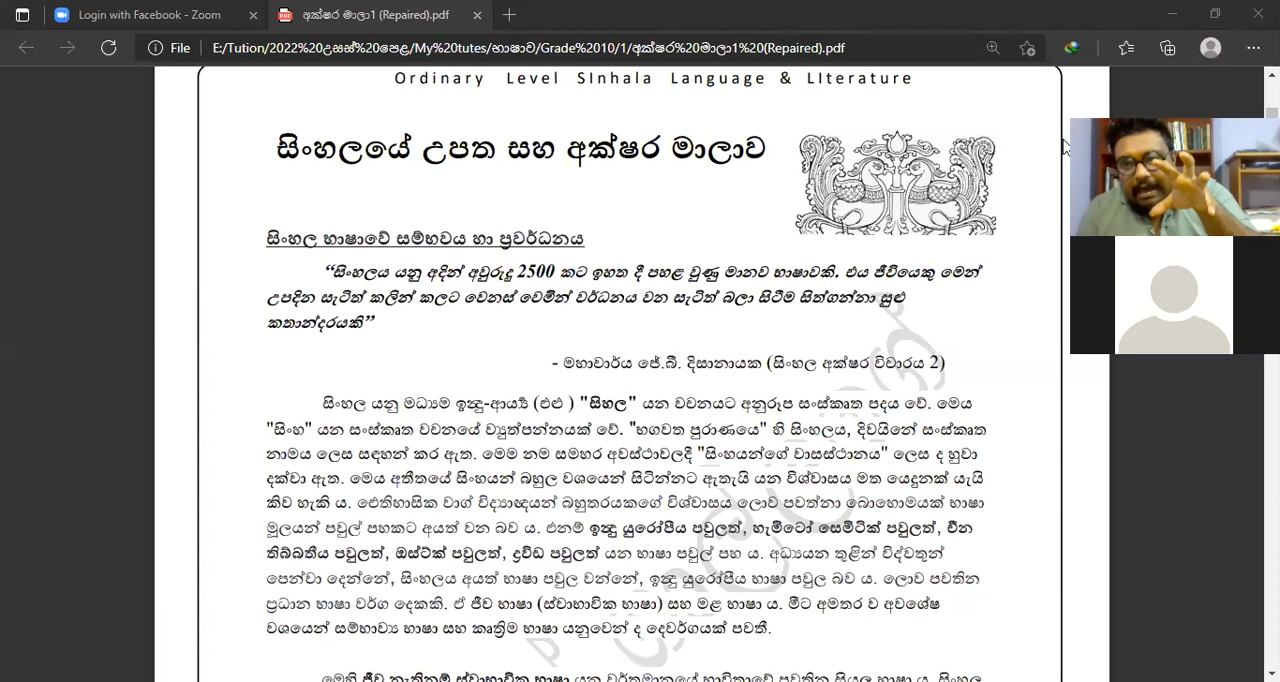 Login with Facebook - Zoom
අක්ෂර මාලා1 (Repaired).pdf
File
E:/Tution/2022%20උසස්%20පෙළ/My%20tutes/භාෂාව/Grade%2010/1/අක්ෂර%20මාලා1%20(Repaired).pdf
Ordinary Level SInhala Language & LIterature
සිංහලයේ උපත සහ අක්ෂර මාලාව
සිංහල භාෂාවේ සම්භවය හා ප්‍රවර්ධනය
“සිංහලය යනු අදින් අවුරුදු 2500 කට ඉහත දී පහළ වුණු මානව භාෂාවකි. එය ජීවියෙකු මෙන්
උපදින සැටිත් කලින් කලට වෙනස් වෙමින් වර්ධනය වන සැටිත් බලා සිටීම සිත්ගන්නා සුළු
කතාන්දරයකි”
- මහාචාර්ය ජේ.බී. දිසානායක (සිංහල අක්ෂර විචාරය 2)
සිංහල යනු මධ්‍යම ඉන්දු-ආර්ය (එළු ) "සිහල" යන වචනයට අනුරූප සංස්කෘත පදය වේ. මෙය
"සිංහ" යන සංස්කෘත වචනයේ ව්‍යුත්පන්නයක් වේ. "භගවත පුරාණයෙ" හි සිංහලය, දිවයිනේ සංස්කෘත
නාමය ලෙස සඳහන් කර ඇත. මෙම නම සමහර අවස්ථාවලදී "සිංහයන්ගේ වාසස්ථානය" ලෙස ද හුවා
දක්වා ඇත. මෙය අතීතයේ සිංහයන් බහුල වශයෙන් සිටින්නට ඇතැයි යන විශ්වාසය මත යෙදුනක් යැයි
කිව හැකි ය. ඓතිහාසික වාග් විද්‍යාඥයන් බහුතරයකගේ විශ්වාසය ලොව පවත්නා බොහොමයක් භාෂා
මූලයන් පවුල් පහකට අයත් වන බව ය. එනම් ඉන්දු යුරෝපීය පවුලත්, හැමීටෝ සෙමිටික් පවුලත්, චීන
තිබ්බතීය පවුලත්, ඔස්ට්ක් පවුලත්, ද්‍රවිඩ පවුලත් යන භාෂා පවුල් පහ ය. අධ්‍යයන තුළින් විද්වතුන්
පෙන්වා දෙන්නේ, සිංහලය අයත් භාෂා පවුල වන්නේ, ඉන්දු යුරෝපීය භාෂා පවුල බව ය. ලොව පවතින
ප්‍රධාන භාෂා වර්ග දෙකකි. ඒ ජීව භාෂා (ස්වාභාවික භාෂා) සහ මළ භාෂා ය. මීට අමතර ව අවශේෂ
වශයෙන් සම්භාව්‍ය භාෂා සහ කෘත්‍රිම භාෂා යනුවෙන් ද දෙවර්ගයක් පවතී.
මෙහි ජීව නැතිනම් ස්වාභාවික භාෂා යනු වර්තමානයේ භාවිතාවේ පවතින සියලු භාෂා ය. සිංහල